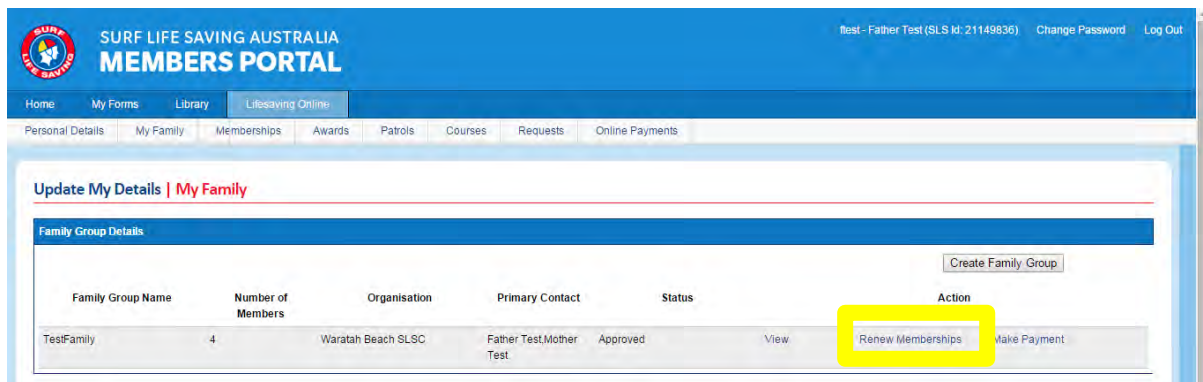 SURF
LIFE SAVING
SURF LIFE SAVING AUSTRALIA
MEMBERS PORTAL
ftest - Father Test (SLS Id: 21149836) Change Password Log Out
Home My Forms Library Lifesaving Online
Personal Details My Family Memberships Awards Patrols Courses Requests Online Payments
Update My Details | My Family
Family Group Details
Create Family Group
Family Group Name Number of Members Organisation Primary Contact Status Action
TestFamily 4 Waratah Beach SLSC Father Test,Mother Test Approved View Renew Memberships Make Payment